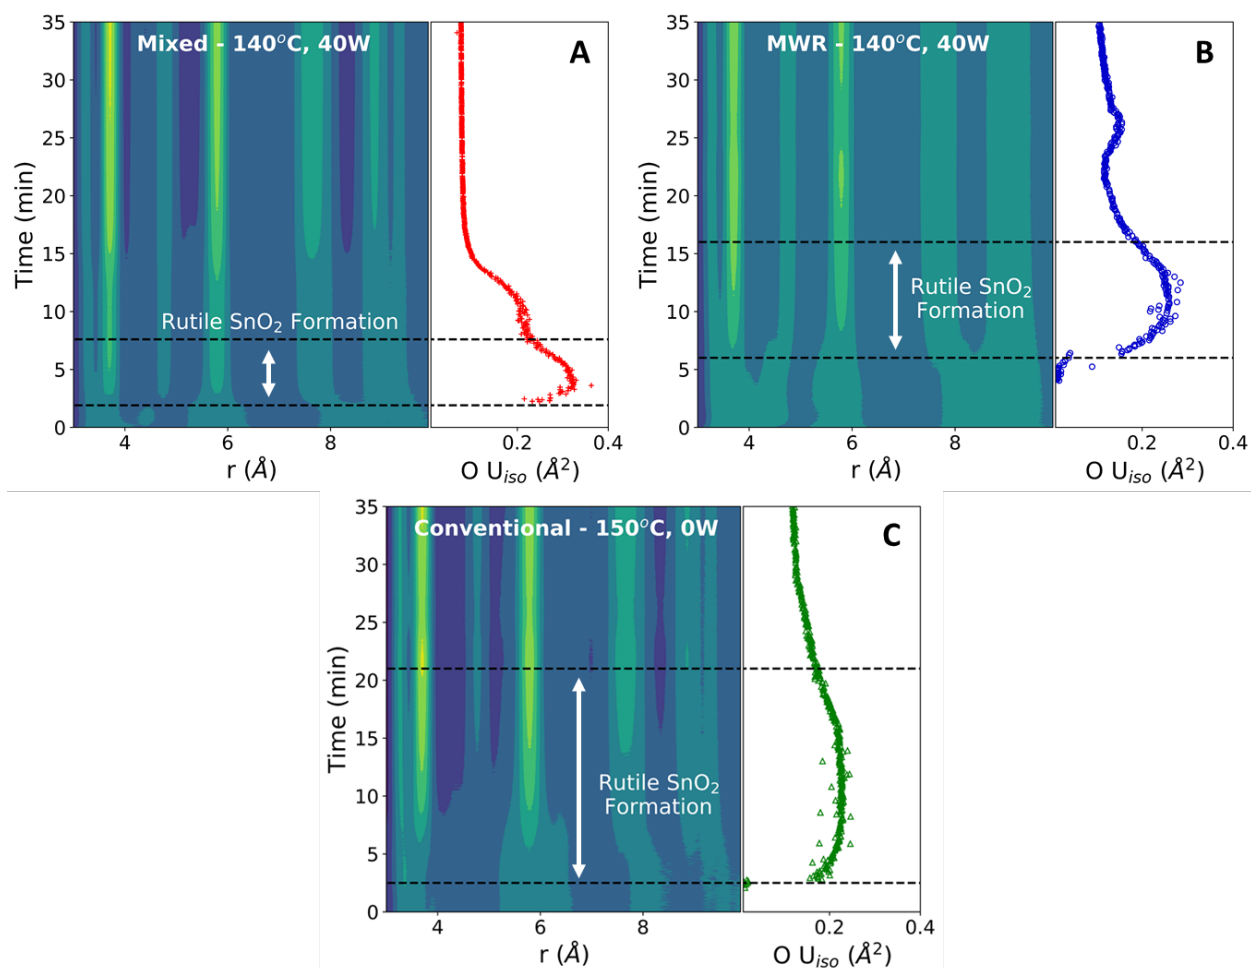 Mixed - 140°C, 40W
A
Rutile SnO₂ Formation
Time (min)
35
30
25
20
15
10
5
0
4
6
8
r (Å)
0.2
0.4
O Uiso (Å²)
MWR - 140°C, 40W
B
Rutile SnO₂
Formation
Time (min)
35
30
25
20
15
10
5
0
4
6
8
r (Å)
0.2
0.4
O Uiso (Å²)
Conventional - 150°C, 0W
C
Rutile SnO₂
Formation
Time (min)
35
30
25
20
15
10
5
0
4
6
8
r (Å)
0.2
0.4
O Uiso (Å²)